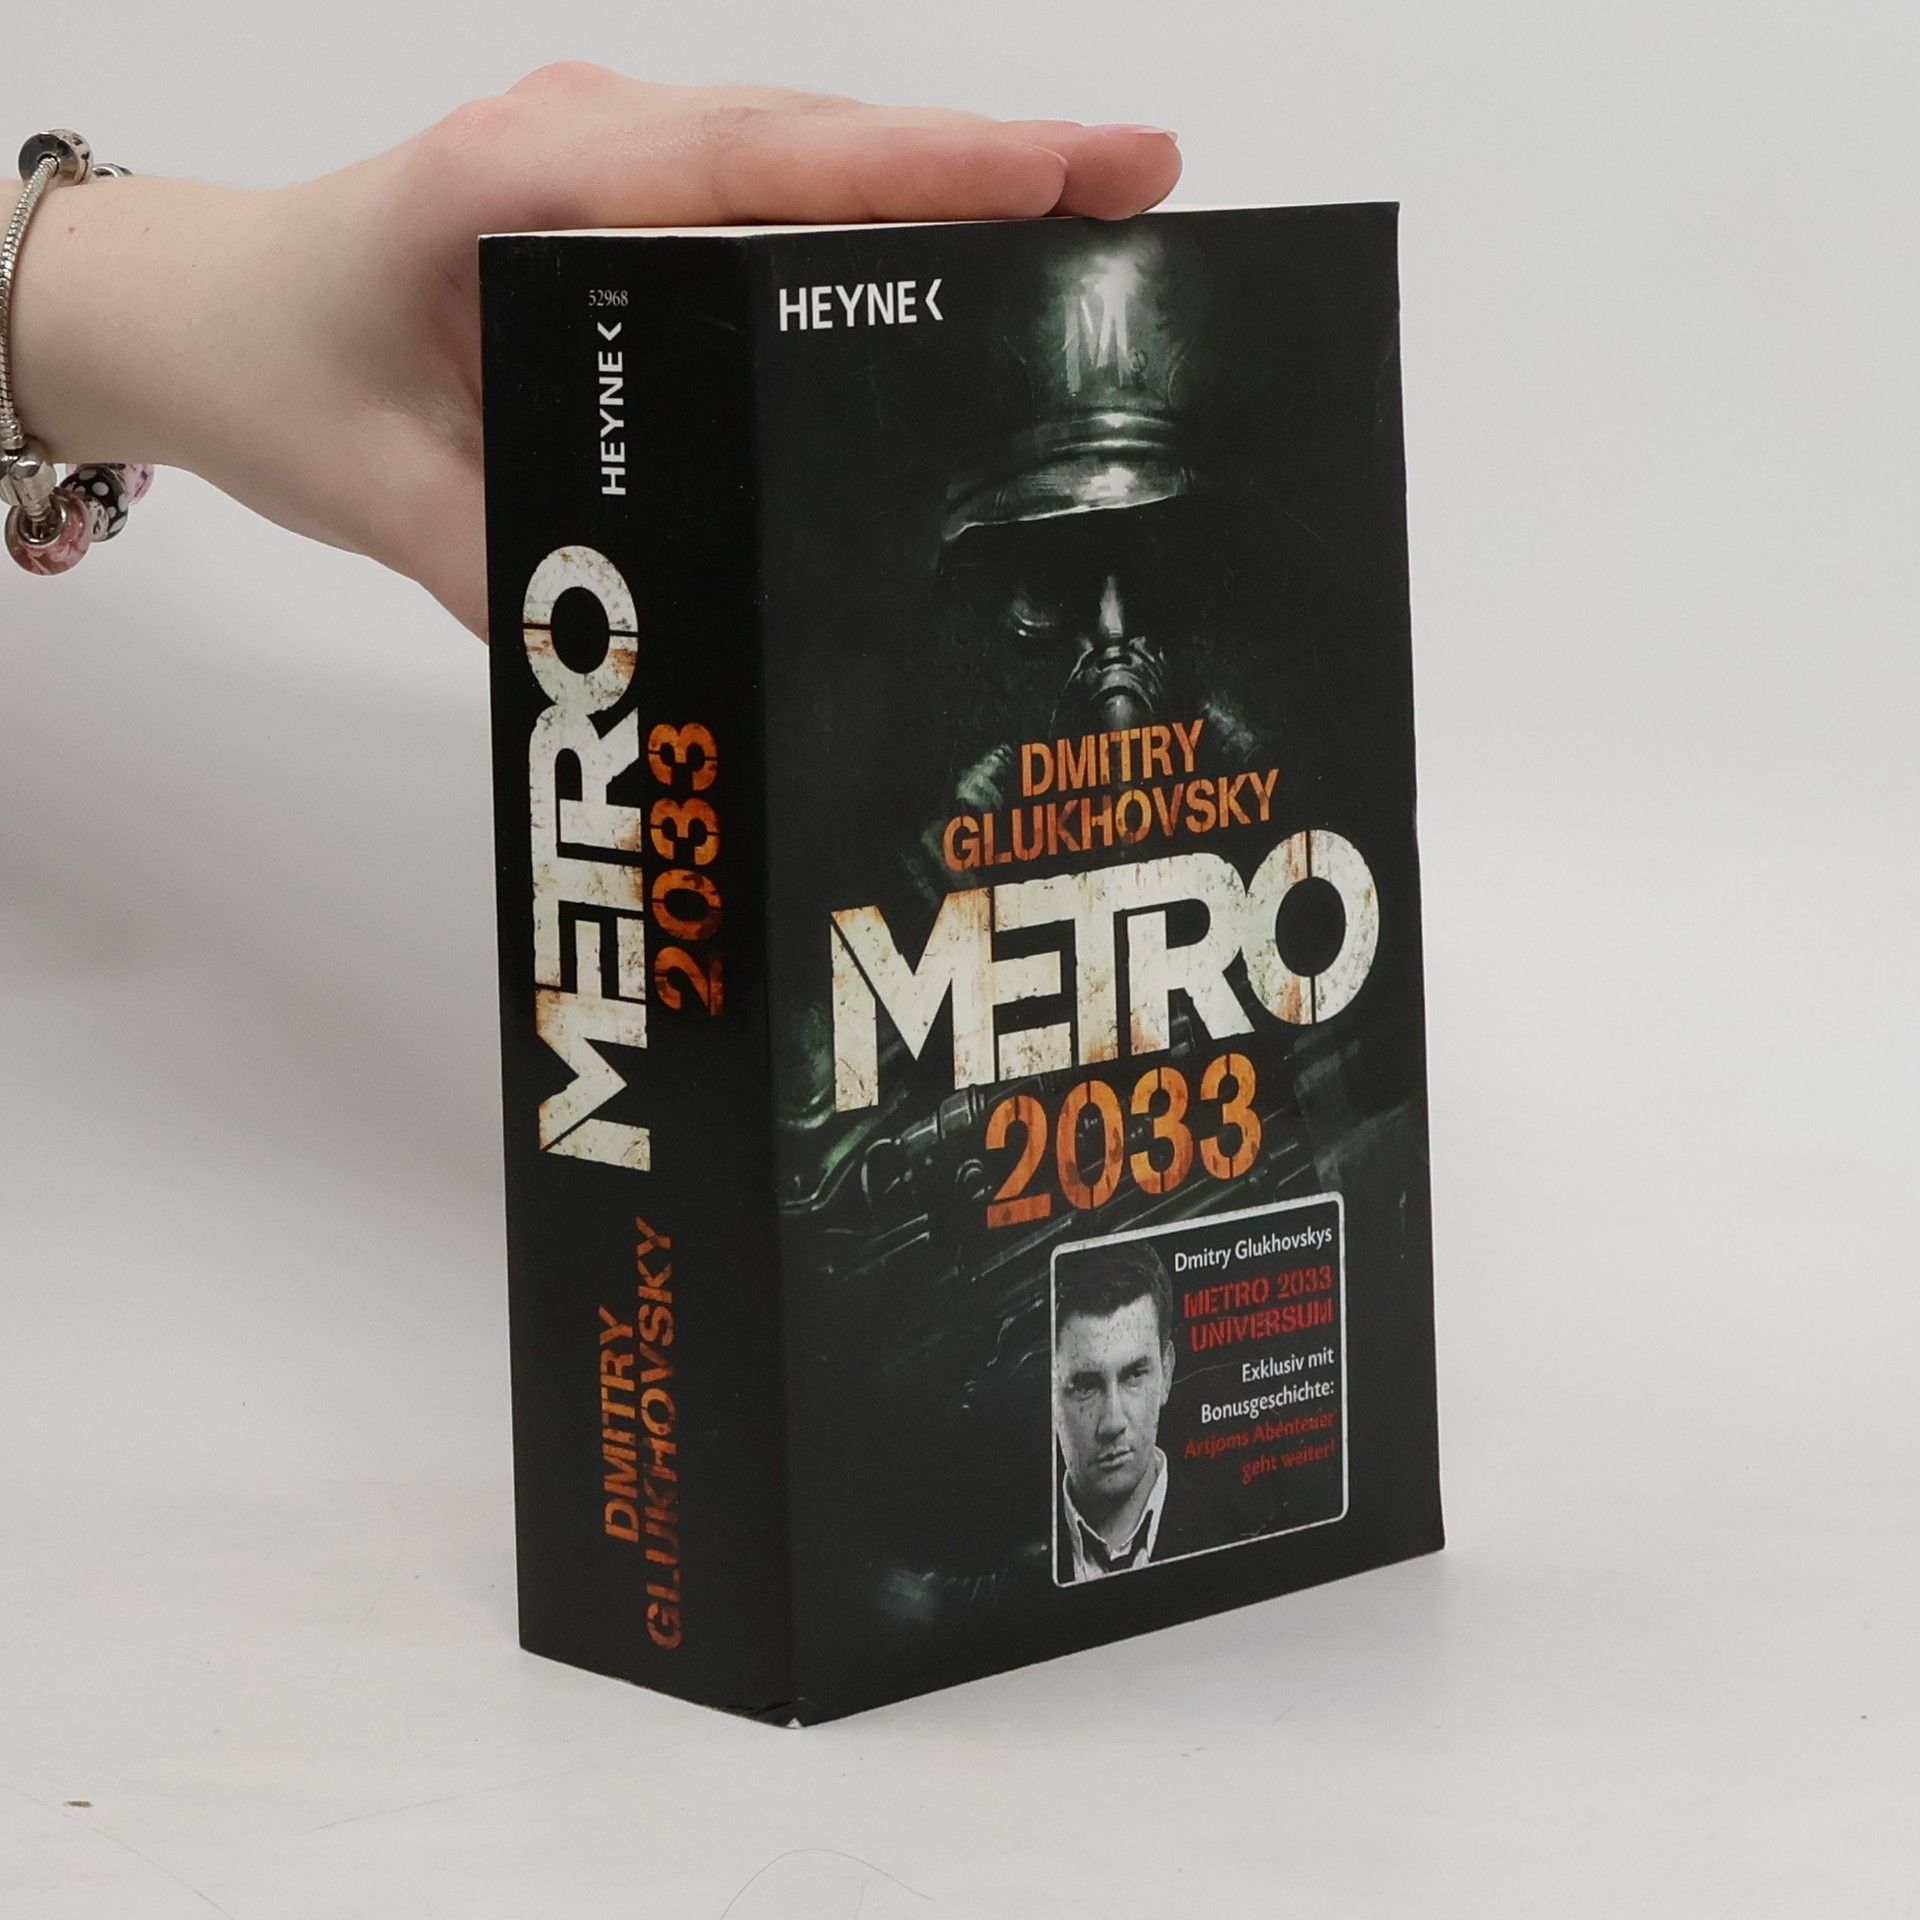 52968
HEYNE <
METRO
2033
DMITRY
GLUKHOVSKY
HEYNE <
M
DMITRY
GLUKHOVSKY
METRO
2033
Dmitry Glukhovskys
METRO 2033
UNIVERSUM
Exklusiv mit
Bonusgeschichte:
Artjoms Abenteuer
geht weiter!